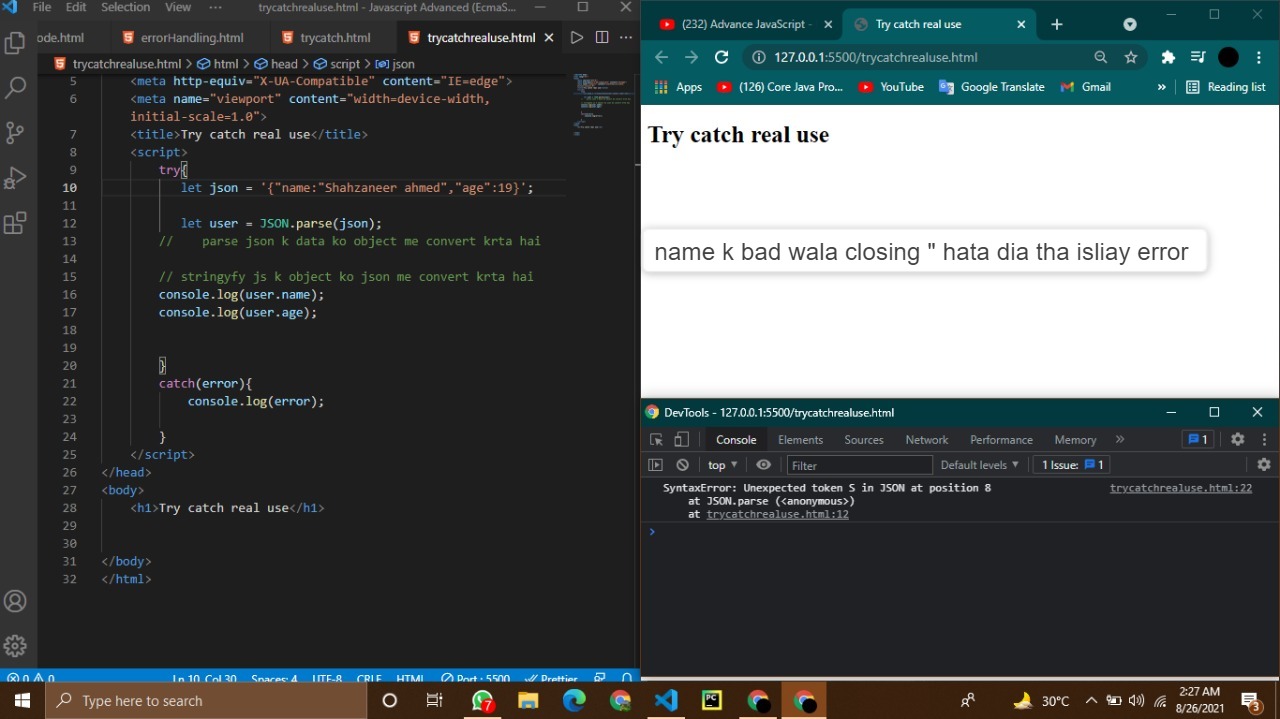 File Edit Selection View ··· trycatchrealuse.html - Javascript Advanced (EcmaS...
ode.html errorHandling.html trycatch.html trycatchrealuse.html
trycatchrealuse.html > html > head > script > json
5 <meta http-equiv="X-UA-Compatible" content="IE=edge">
6 <meta name="viewport" content="width=device-width,
initial-scale=1.0">
7 <title>Try catch real use</title>
8 <script>
9 try{
10 let json = '{"name:"Shahzaneer ahmed","age":19}';
11
12 let user = JSON.parse(json);
13 // parse json k data ko object me convert krta hai
14
15 // stringyfy js k object ko json me convert krta hai
16 console.log(user.name);
17 console.log(user.age);
18
19
20 }
21 catch(error){
22 console.log(error);
23
24 }
25 </script>
26 </head>
27 <body>
28 <h1>Try catch real use</h1>
29
30
31 </body>
32 </html>
0 0 Ln 10, Col 30 Spaces: 4 UTF-8 CRLF HTML Port : 5500 Prettier
(232) Advance JavaScript - Try catch real use
127.0.0.1:5500/trycatchrealuse.html
Apps (126) Core Java Pro... YouTube Google Translate Gmail » Reading list
Try catch real use
name k bad wala closing " hata dia tha isliay error
DevTools - 127.0.0.1:5500/trycatchrealuse.html
Console Elements Sources Network Performance Memory » 1
top Filter Default levels 1 Issue: 1
SyntaxError: Unexpected token S in JSON at position 8 trycatchrealuse.html:22
at JSON.parse (<anonymous>)
at trycatchrealuse.html:12
Type here to search 7 PC 30°C 2:27 AM
8/26/2021 3